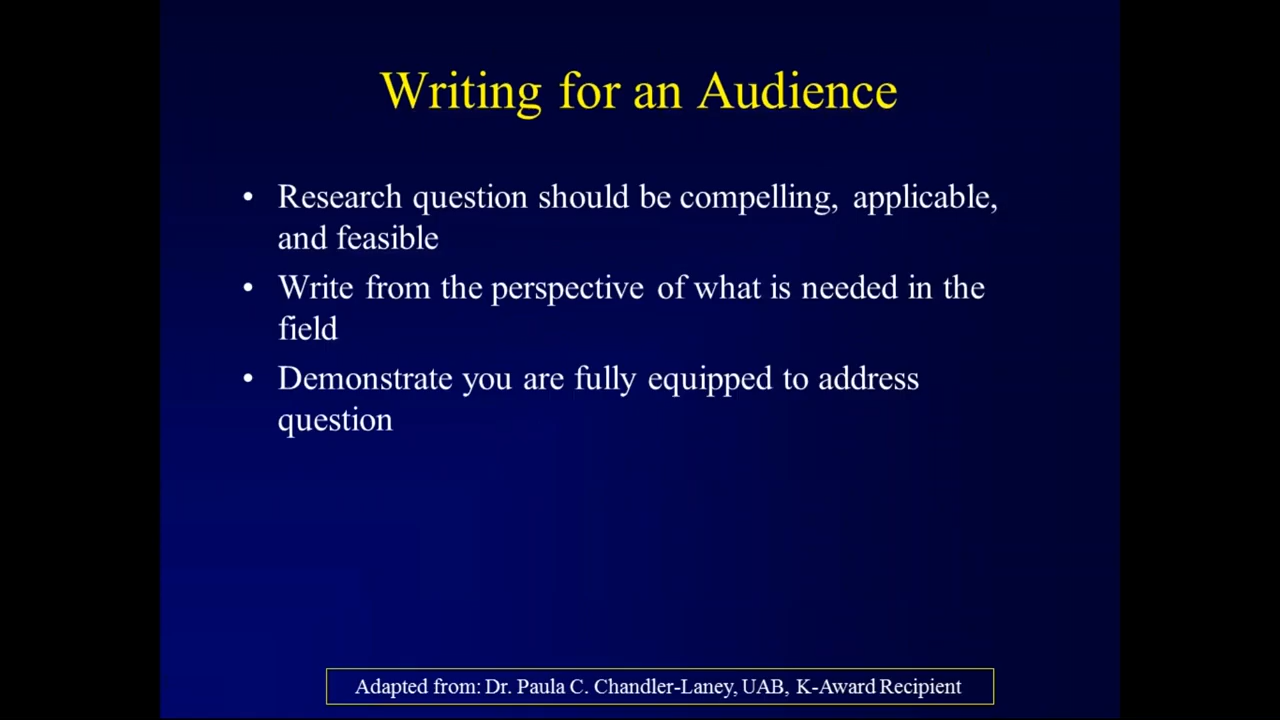 Writing for an Audience
• Research question should be compelling, applicable,
and feasible
• Write from the perspective of what is needed in the
field
• Demonstrate you are fully equipped to address
question
Adapted from: Dr. Paula C. Chandler-Laney, UAB, K-Award Recipient